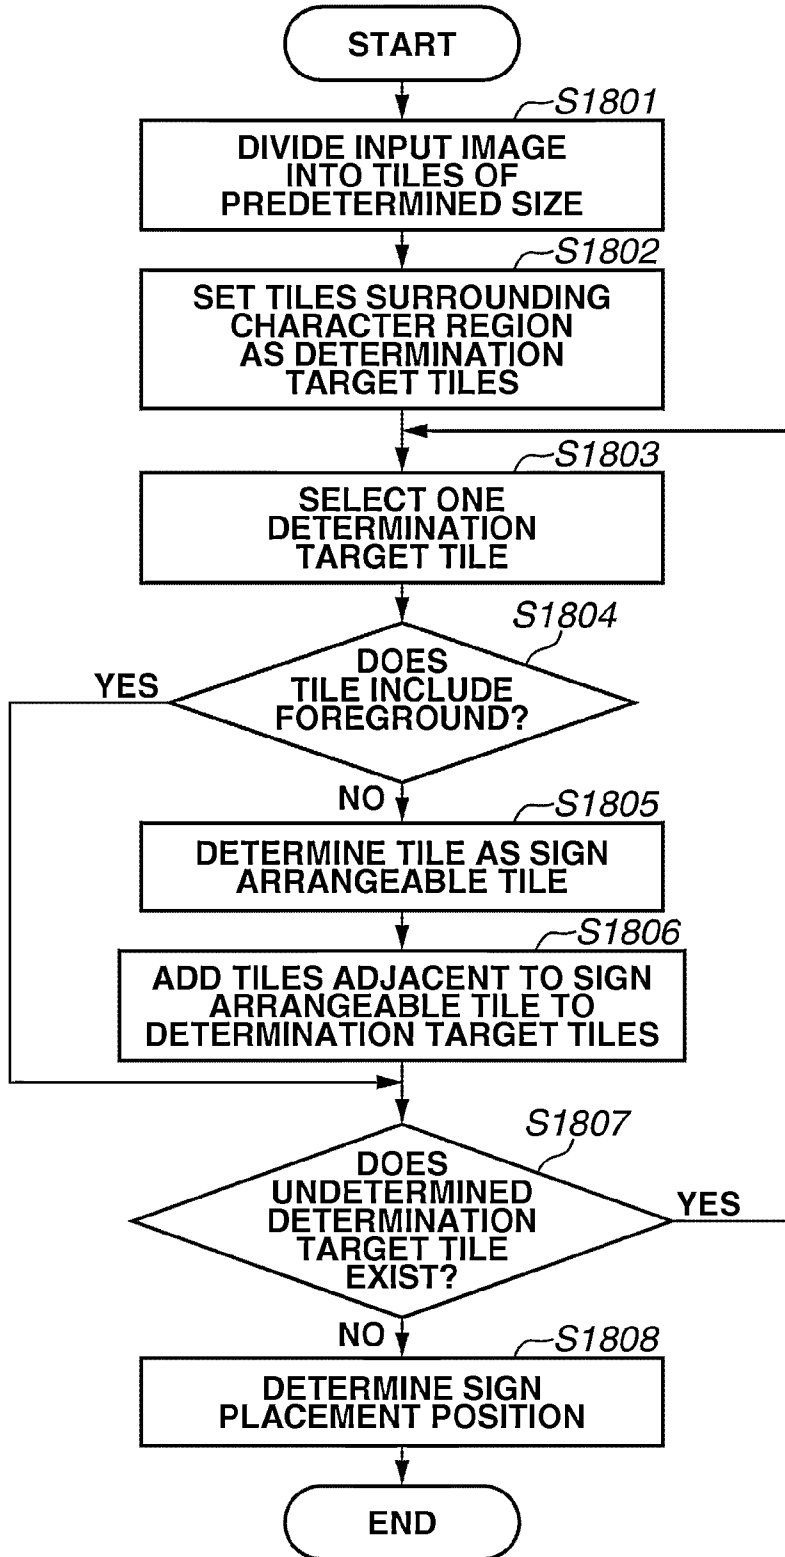 START
S1801
DIVIDE INPUT IMAGE
INTO TILES OF
PREDETERMINED SIZE
S1802
SET TILES SURROUNDING
CHARACTER REGION
AS DETERMINATION
TARGET TILES
S1803
SELECT ONE
DETERMINATION
TARGET TILE
S1804
DOES
TILE INCLUDE
FOREGROUND?
YES
NO
S1805
DETERMINE TILE AS SIGN
ARRANGEABLE TILE
S1806
ADD TILES ADJACENT TO SIGN
ARRANGEABLE TILE TO
DETERMINATION TARGET TILES
S1807
DOES
UNDETERMINED
DETERMINATION
TARGET TILE
EXIST?
YES
NO
S1808
DETERMINE SIGN
PLACEMENT POSITION
END